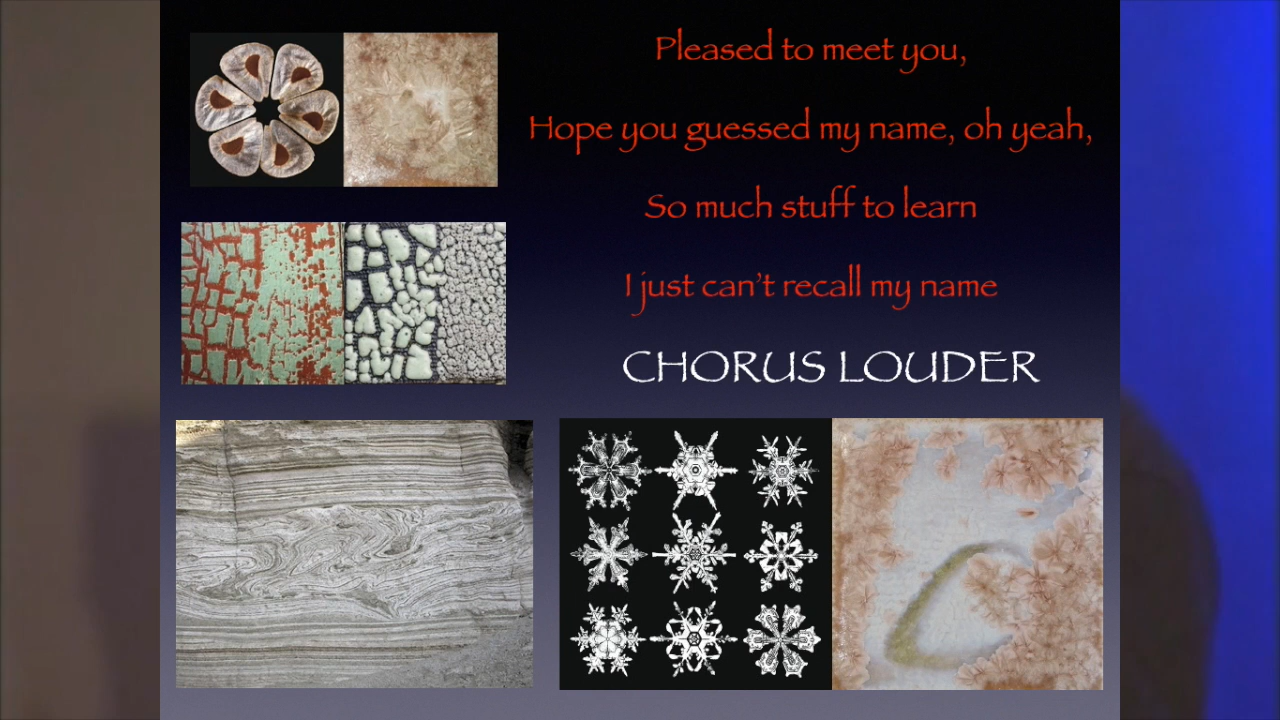 Pleased to meet you,
Hope you guessed my name, oh yeah,
So much stuff to learn
I just can't recall my name
CHORUS LOUDER